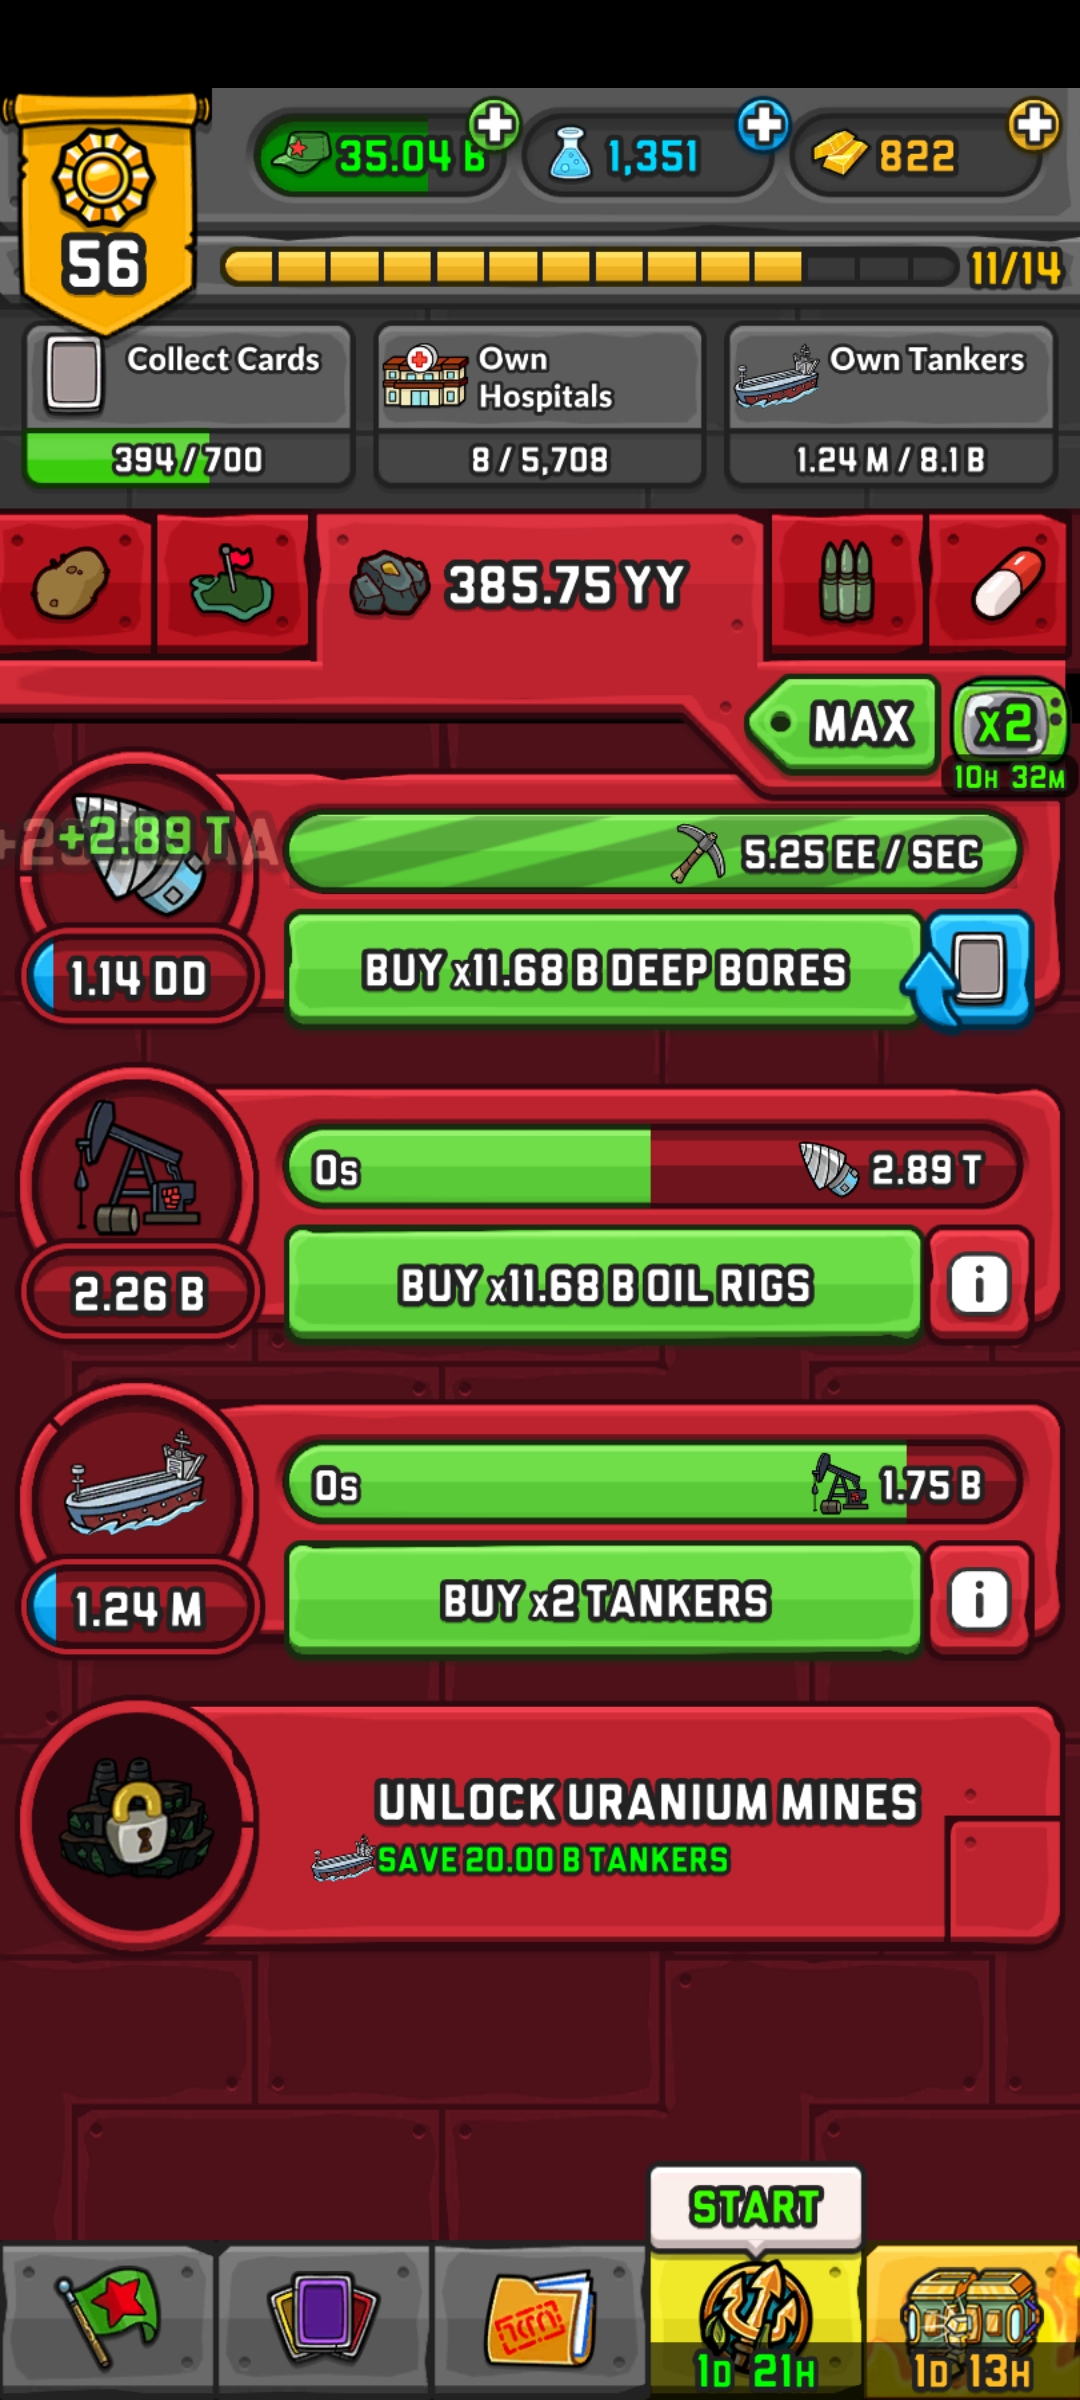 35.04 B
1,351
822
56
11/14
Collect Cards
394/700
Own
Hospitals
8/5,708
Own Tankers
1.24 M/8.1 B
385.75 YY
MAX
x2
10H 32M
+2.89 T
5.25 EE/SEC
1.14 DD
BUY x11.68 B DEEP BORES
0s
2.89 T
2.26 B
BUY x11.68 B OIL RIGS
0s
1.75 B
1.24 M
BUY x2 TANKERS
UNLOCK URANIUM MINES
SAVE 20.00 B TANKERS
START
1D 21H
1D 13H